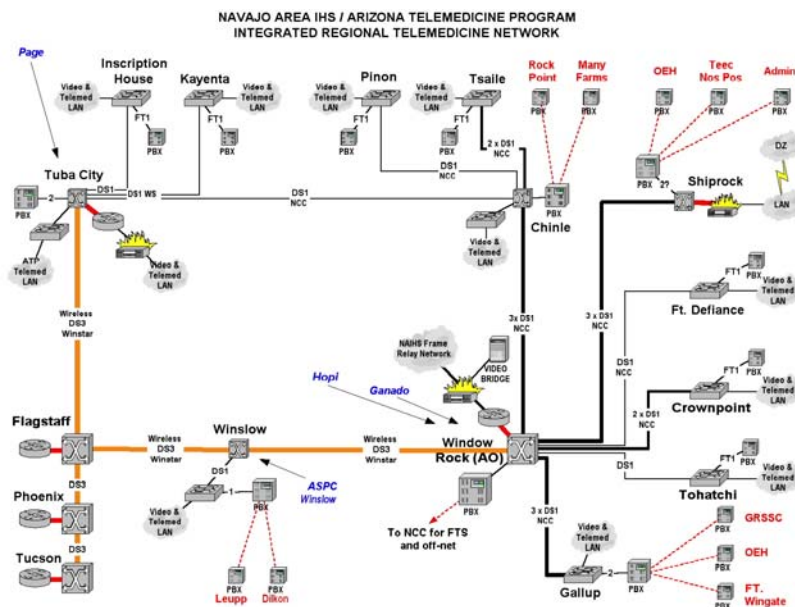 NAVAJO AREA IHS / ARIZONA TELEMEDICINE PROGRAM
INTEGRATED REGIONAL TELEMEDICINE NETWORK
Page
Inscription
House
Kayenta
Pinon
Tsaile
Rock
Point
Many
Farms
OEH
Teec
Nos Pos
Admin
Video &
Telemed
LAN
Video &
Telemed
LAN
Video &
Telemed
LAN
Video &
Telemed
LAN
FT1
PBX
FT1
PBX
FT1
PBX
FT1
PBX
PBX
PBX
PBX
PBX
PBX
2 x DS1
NCC
DS1
NCC
DZ
Tuba City
DS1
DS1 WS
DS1
NCC
PBX
2
PBX
Chinle
PBX
2?
Shiprock
LAN
ATP
Telemed
LAN
Video &
Telemed
LAN
Video &
Telemed
LAN
FT1
PBX
Video &
Telemed
LAN
Ft. Defiance
Wireless
DS3
Winstar
3x DS1
NCC
3 x DS1
NCC
3 x DS1
NCC
NAIHS Frame
Relay Network
VIDEO
BRIDGE
DS1
NCC
FT1
PBX
Video &
Telemed
LAN
Crownpoint
Hopi
Ganado
2 x DS1
NCC
Flagstaff
Wireless
DS3
Winstar
Winslow
Wireless
DS3
Winstar
Window
Rock (AO)
DS3
DS1
ASPC
Winslow
DS1
FT1
PBX
Video &
Telemed
LAN
Tohatchi
Phoenix
1
PBX
Video &
Telemed
LAN
PBX
To NCC for FTS
and off-net
3 x DS1
NCC
DS3
Tucson
PBX
Leupp
PBX
Dilkon
Video &
Telemed
LAN
Gallup
2
PBX
PBX
GRSSC
PBX
OEH
PBX
FT.
Wingate